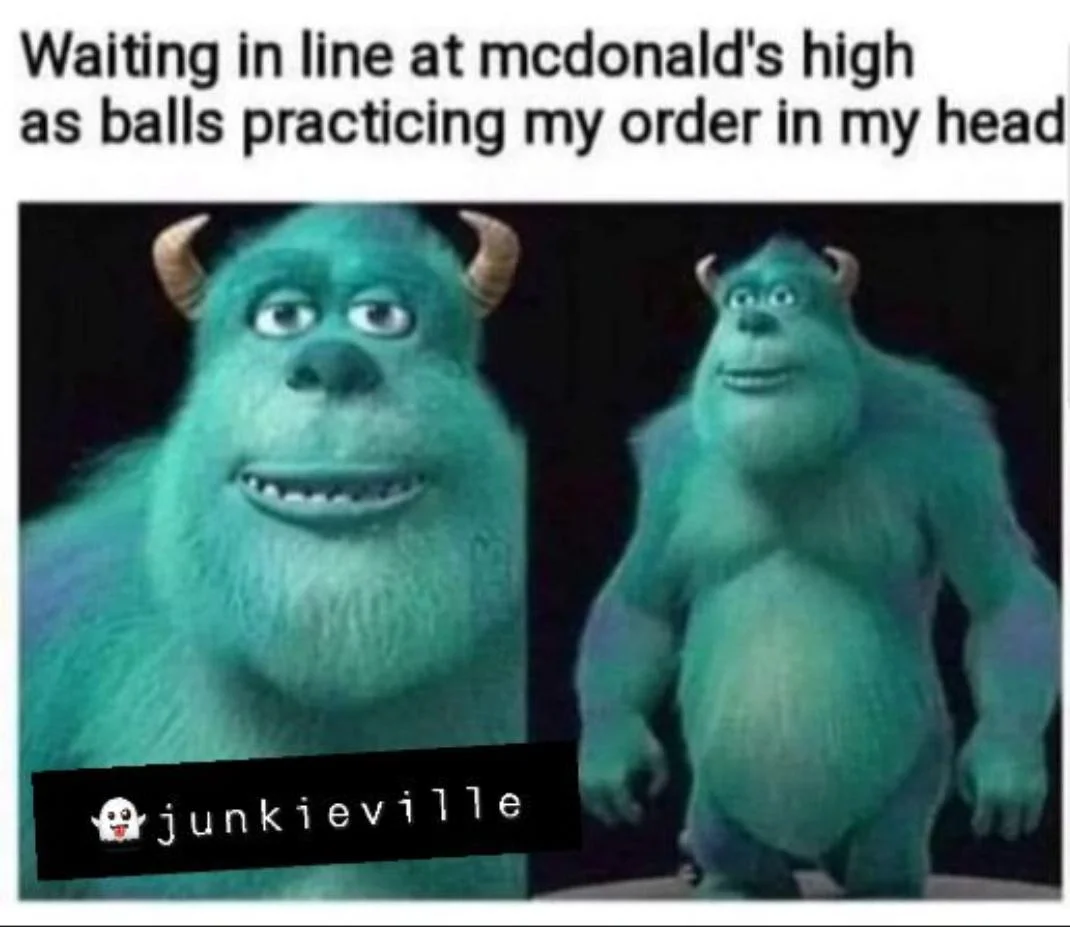 Waiting in line at mcdonald's high
as balls practicing my order in my head
👻junkieville